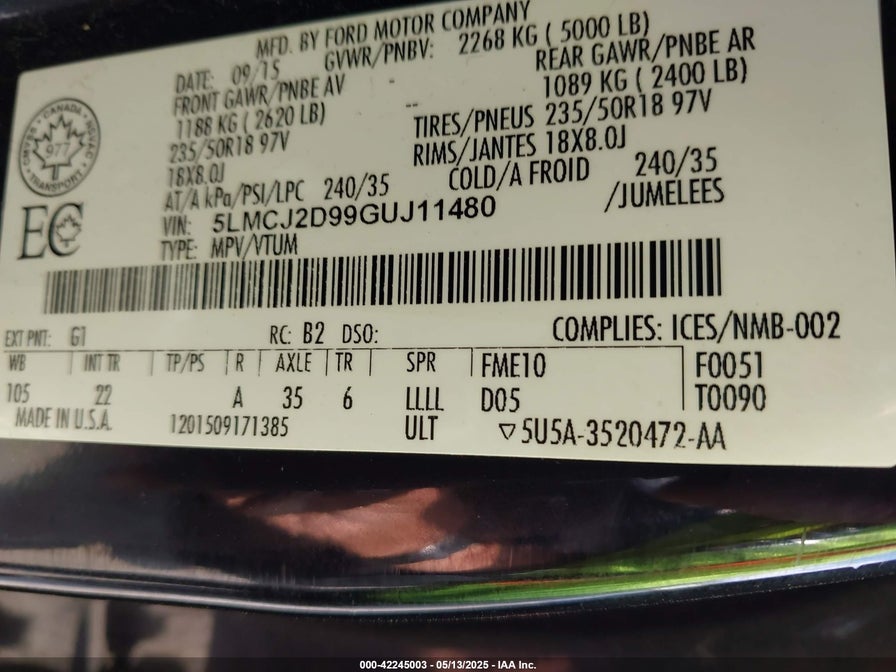 MFD. BY FORD MOTOR COMPANY
DATE: 09/15 GVWR/PNBV: 2268 KG ( 5000 LB)
FRONT GAWR/PNBE AV REAR GAWR/PNBE AR
1188 KG ( 2620 LB) -- 1089 KG ( 2400 LB)
235/50R18 97V TIRES/PNEUS 235/50R18 97V
18X8.0J RIMS/JANTES 18X8.0J
AT/A kPa/PSI/LPC 240/35 COLD/A FROID 240/35
VIN: 5LMCJ2D99GUJ11480 /JUMELEES
TYPE: MPV/VTUM
CANADA
NSVAC
TRANSPORT
CMVSS
977
EC
EXT PNT: G1 RC: B2 DSO: COMPLIES: ICES/NMB-002
WB INT TR TP/PS R AXLE TR SPR FME10 F0051
105 22 A 35 6 LLLL D05 T0090
MADE IN U.S.A. 1201509171385 ULT ▽5U5A-3520472-AA
000-42245003 - 05/13/2025 - IAA Inc.